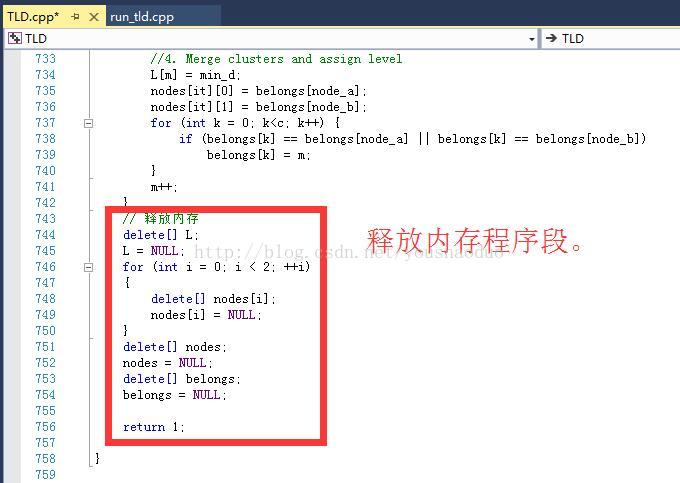 TLD.cpp*
run_tld.cpp
TLD
TLD
733 //4. Merge clusters and assign level
734 L[m] = min_d;
735 nodes[it][0] = belongs[node_a];
736 nodes[it][1] = belongs[node_b];
737 for (int k = 0; k<c; k++) {
738 if (belongs[k] == belongs[node_a] || belongs[k] == belongs[node_b])
739 belongs[k] = m;
740 }
741 m++;
742 }
743 // 释放内存
744 delete[] L;
745 L = NULL;
746 for (int i = 0; i < 2; ++i)
747 {
748 delete[] nodes[i];
749 nodes[i] = NULL;
750 }
751 delete[] nodes;
752 nodes = NULL;
753 delete[] belongs;
754 belongs = NULL;
755
756 return 1;
757
758 }
759
释放内存程序段。
http://blog.csdn.net/youshaoduo